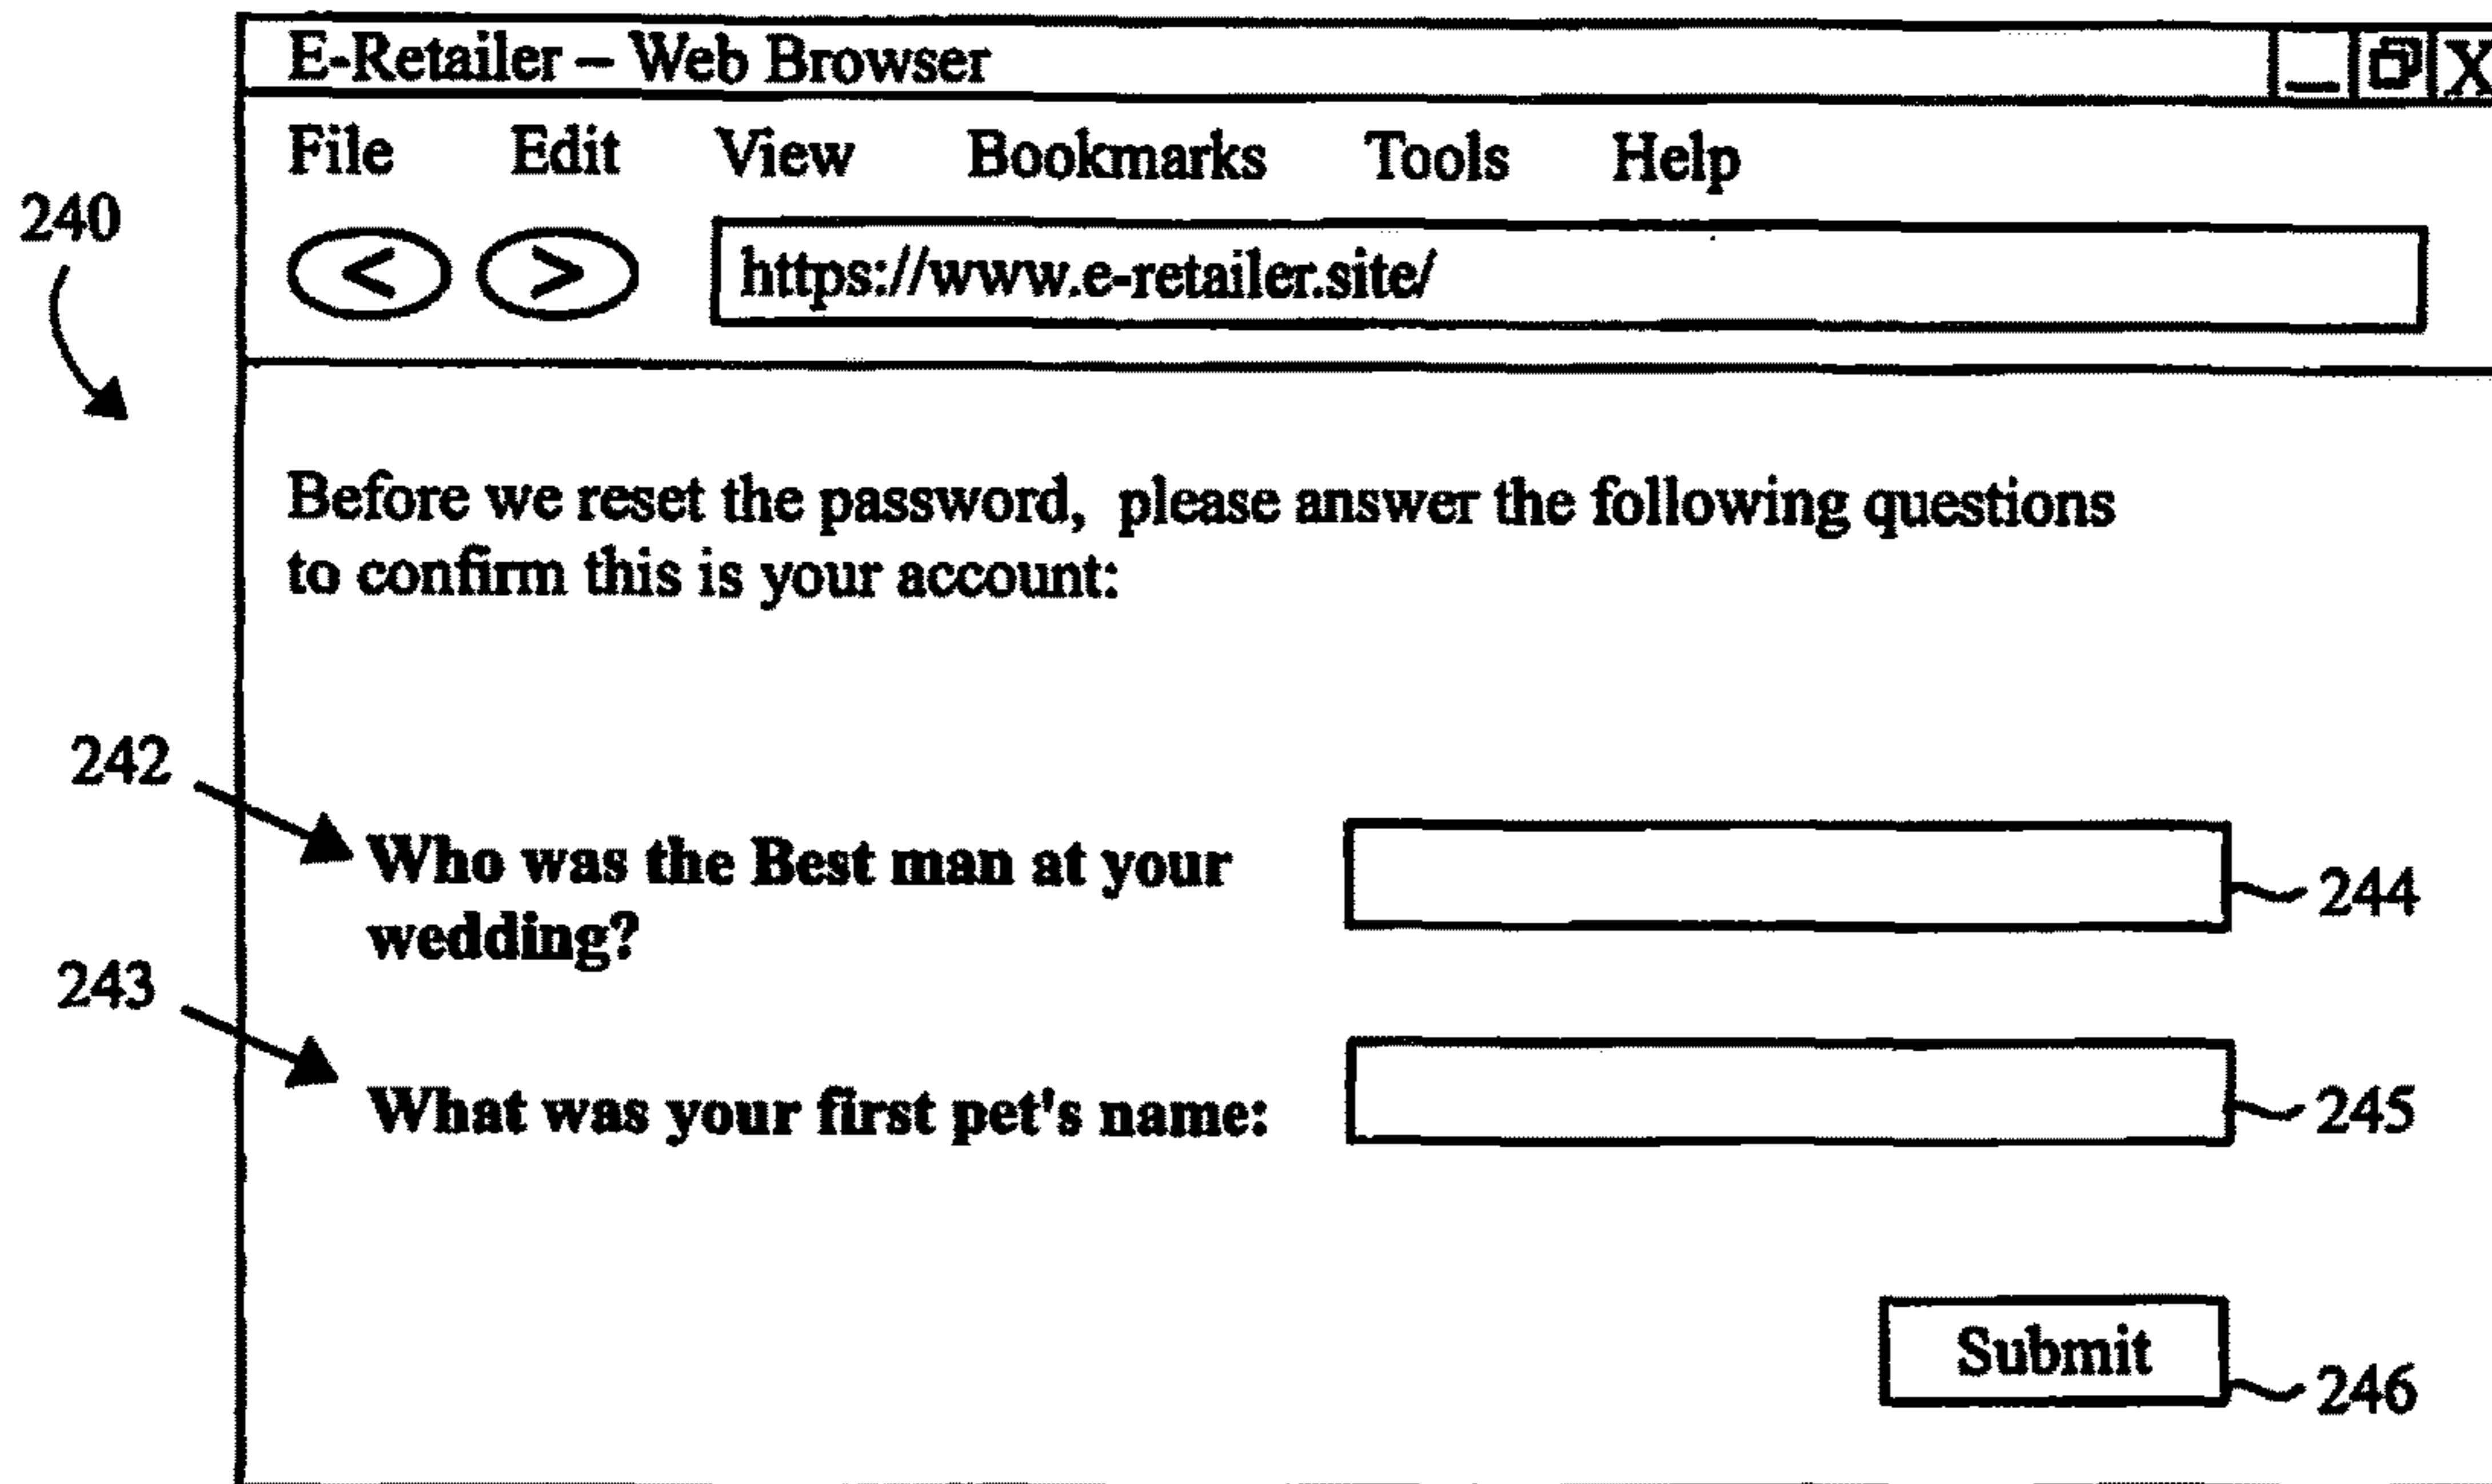 E-Retailer – Web Browser _ X
File Edit View Bookmarks Tools Help
240
< > https://www.e-retailer.site/
Before we reset the password, please answer the following questions
to confirm this is your account:
242
Who was the Best man at your
244
wedding?
243
What was your first pet's name:
245
Submit
246